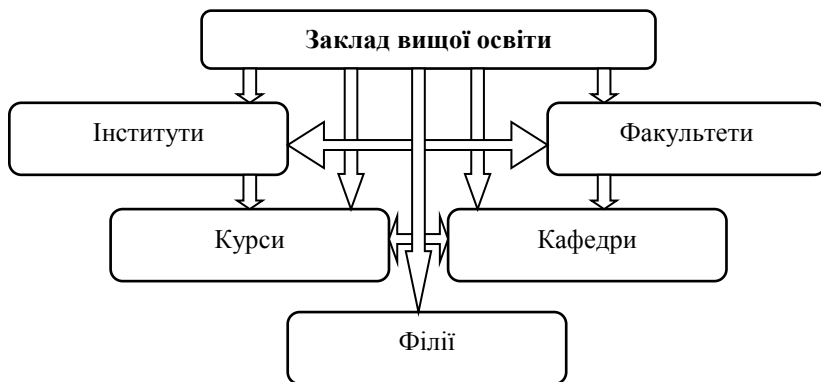 Заклад вищої освіти
Інститути
Факультети
Курси
Кафедри
Філії